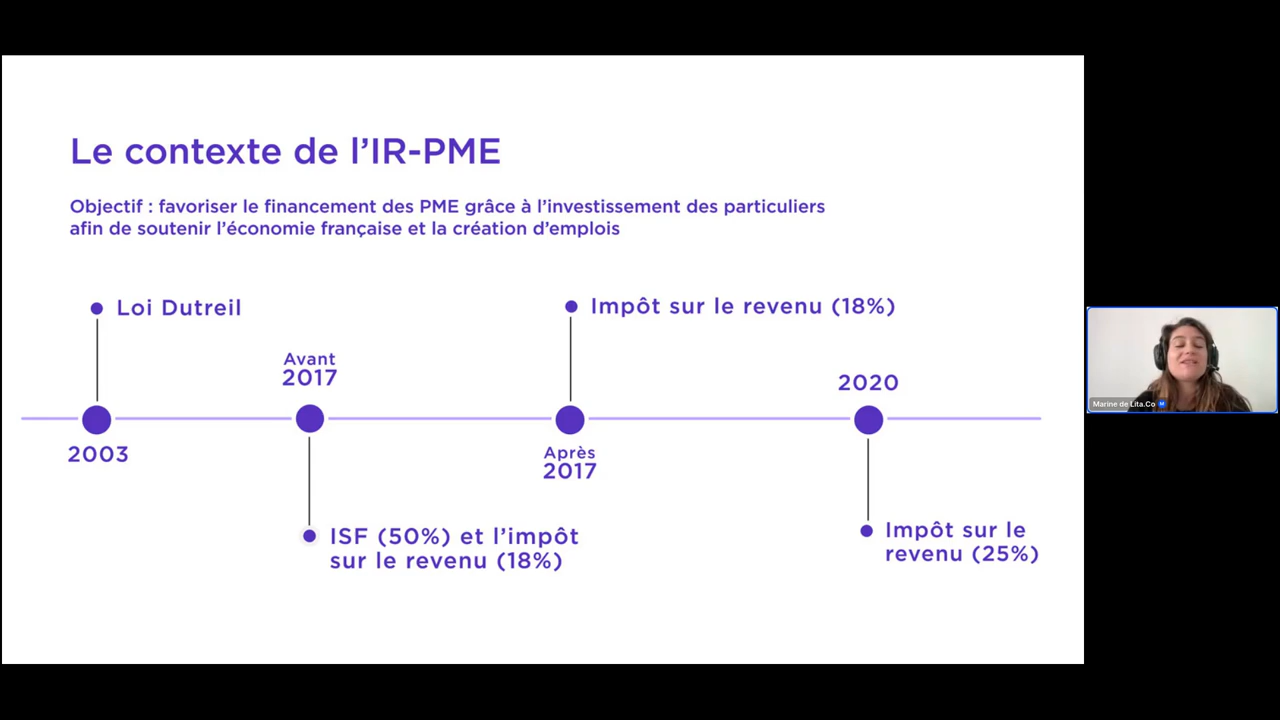 Le contexte de l’IR-PME
Objectif : favoriser le financement des PME grâce à l’investissement des particuliers
afin de soutenir l’économie française et la création d’emplois
Loi Dutreil
2003
Avant
2017
ISF (50%) et l’impôt
sur le revenu (18%)
Impôt sur le revenu (18%)
Après
2017
2020
Impôt sur le
revenu (25%)
Marine de Lita.Co